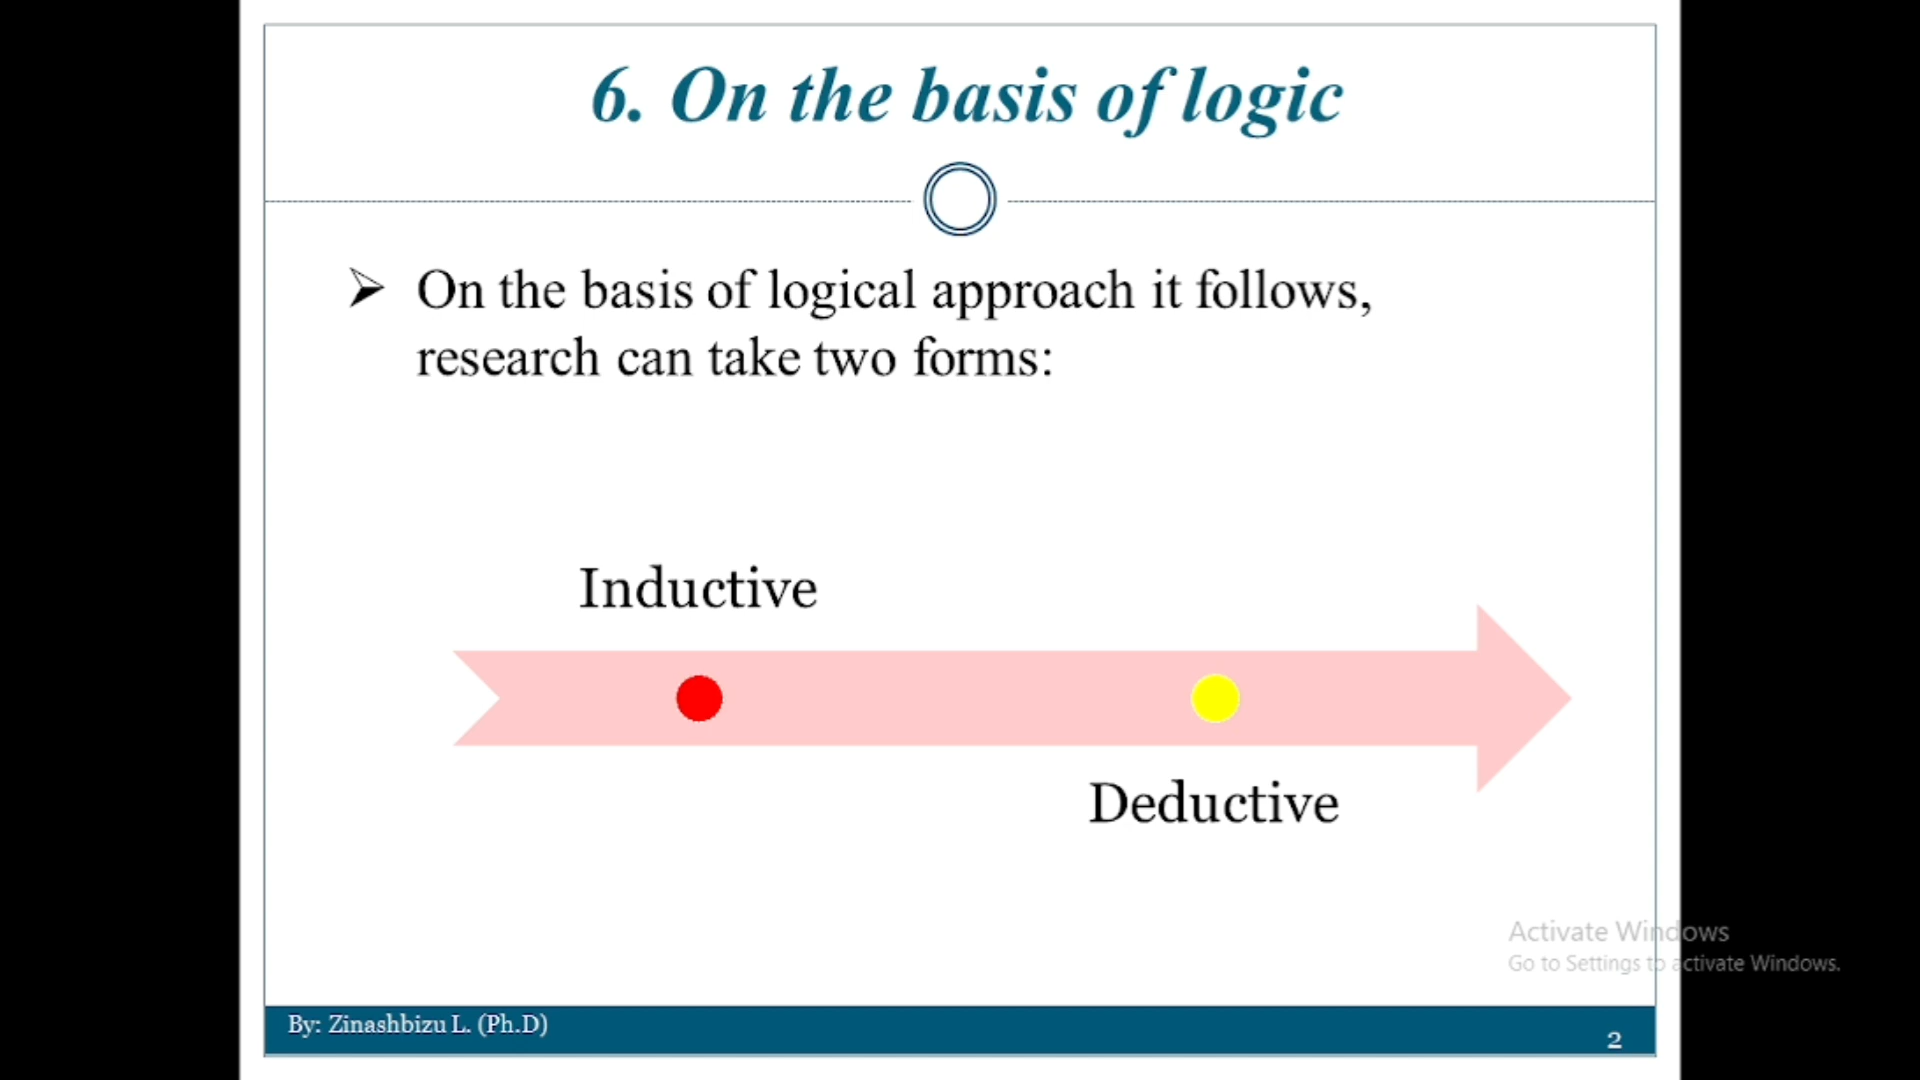 6. On the basis of logic
On the basis of logical approach it follows,
research can take two forms:
Inductive
Deductive
Activate Windows
Go to Settings to activate Windows.
By: Zinashbizu L. (Ph.D)
2